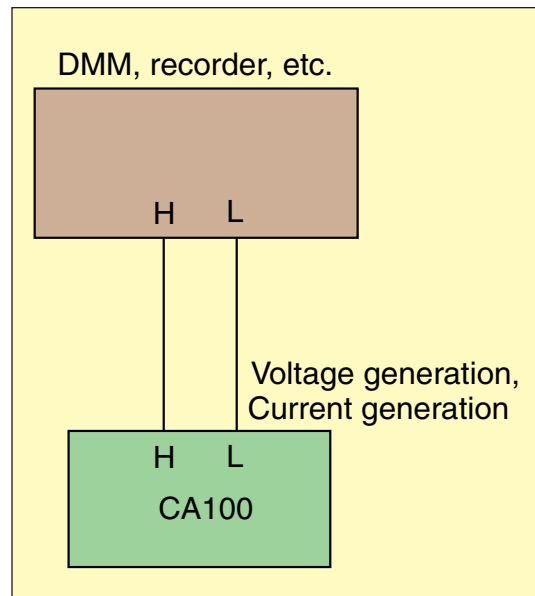 DMM, recorder, etc.
H L
Voltage generation,
Current generation
H L
CA100